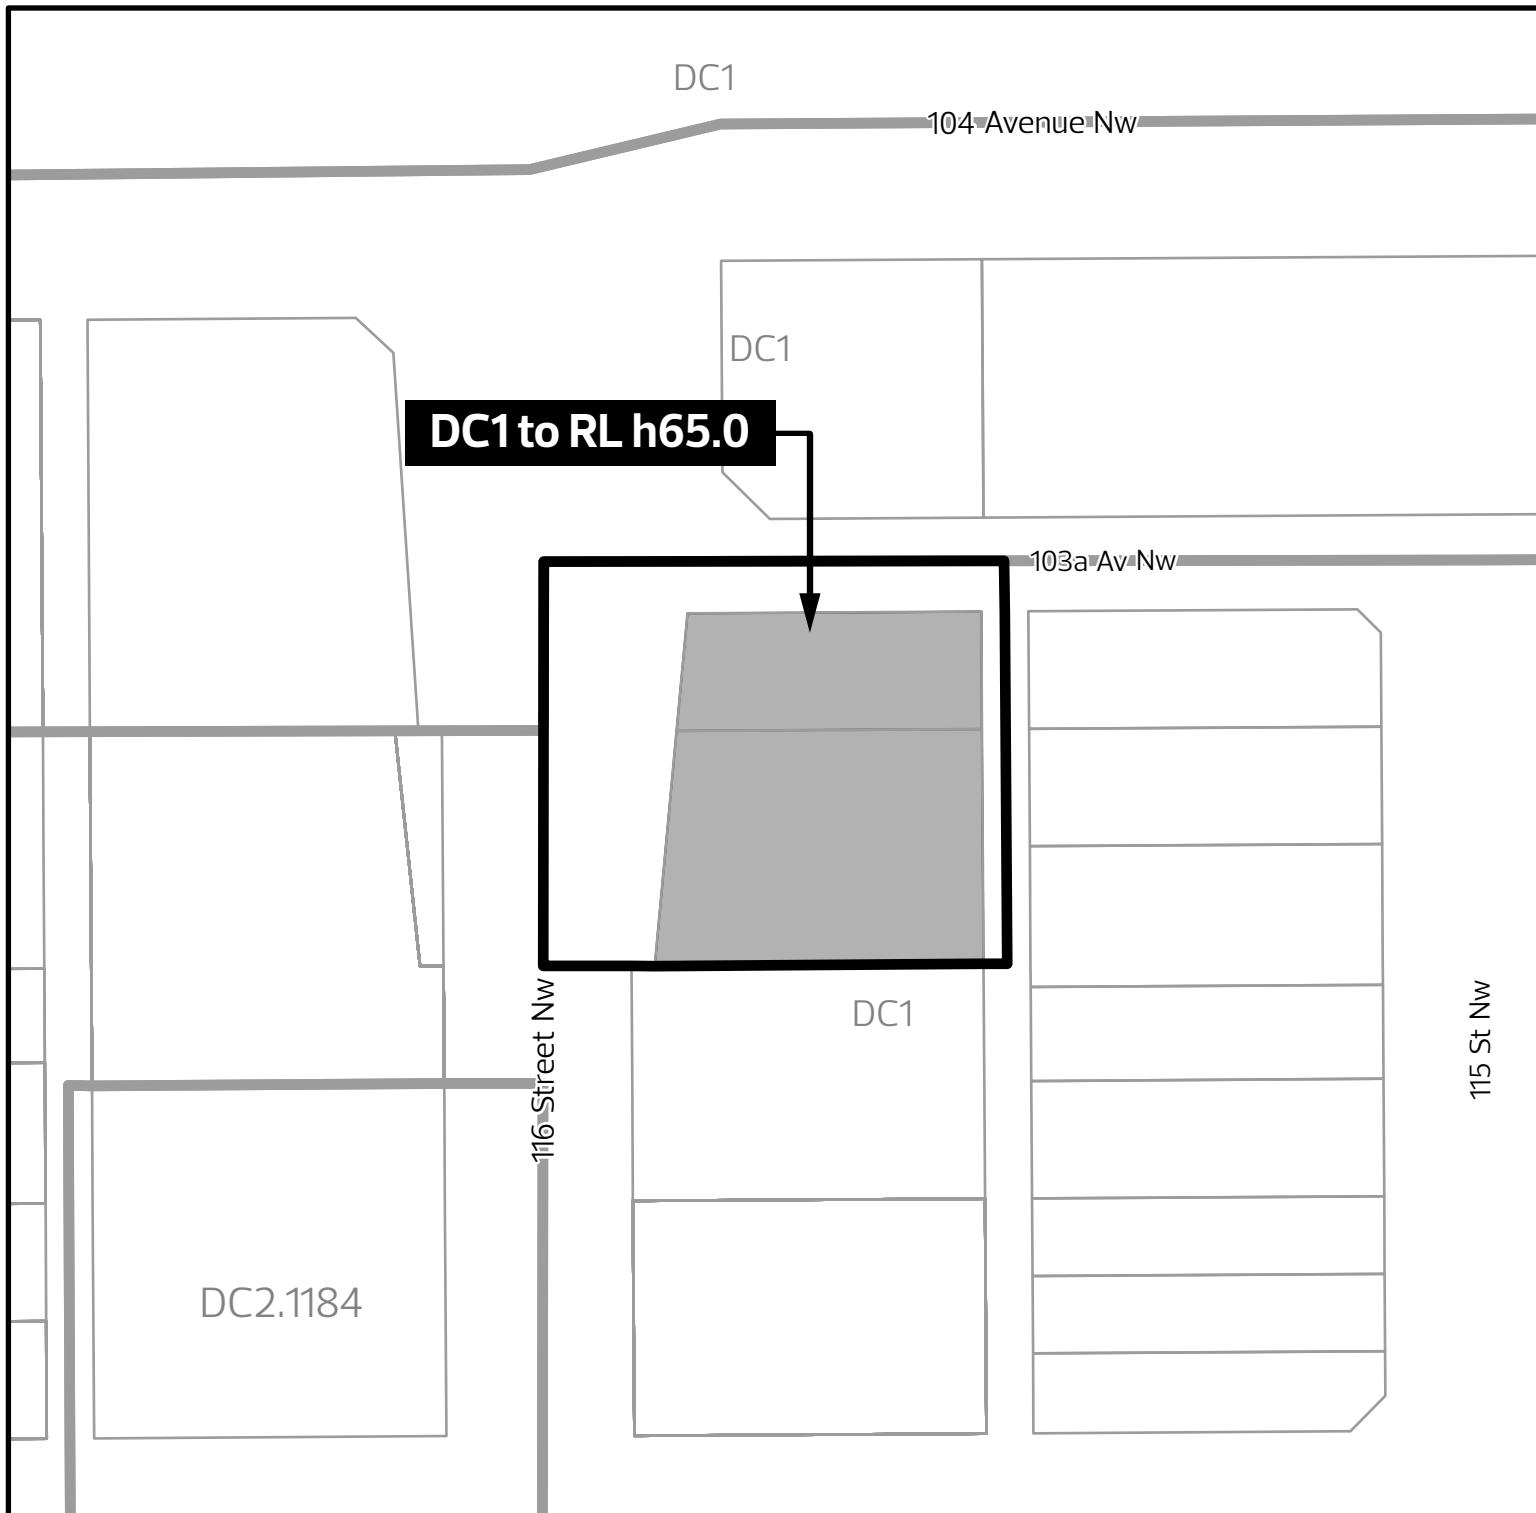 DC1
104 Avenue Nw
DC1
DC1 to RL h65.0
103a Av Nw
116 Street Nw
DC1
115 St Nw
DC2.1184